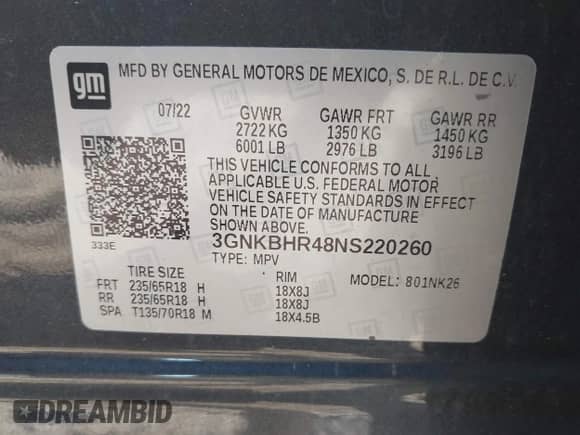 gm
MFD BY GENERAL MOTORS DE MEXICO, S. DE R.L. DE C.V.
07/22 GVWR GAWR FRT GAWR RR
2722 KG 1350 KG 1450 KG
6001 LB 2976 LB 3196 LB
THIS VEHICLE CONFORMS TO ALL
APPLICABLE U.S. FEDERAL MOTOR
VEHICLE SAFETY STANDARDS IN EFFECT
ON THE DATE OF MANUFACTURE
SHOWN ABOVE.
333E 3GNKBHR48NS220260
TYPE: MPV
TIRE SIZE RIM MODEL: 801NK26
FRT 235/65R18 H 18X8J
RR 235/65R18 H 18X8J
SPA T135/70R18 M 18X4.5B
DREAMBID